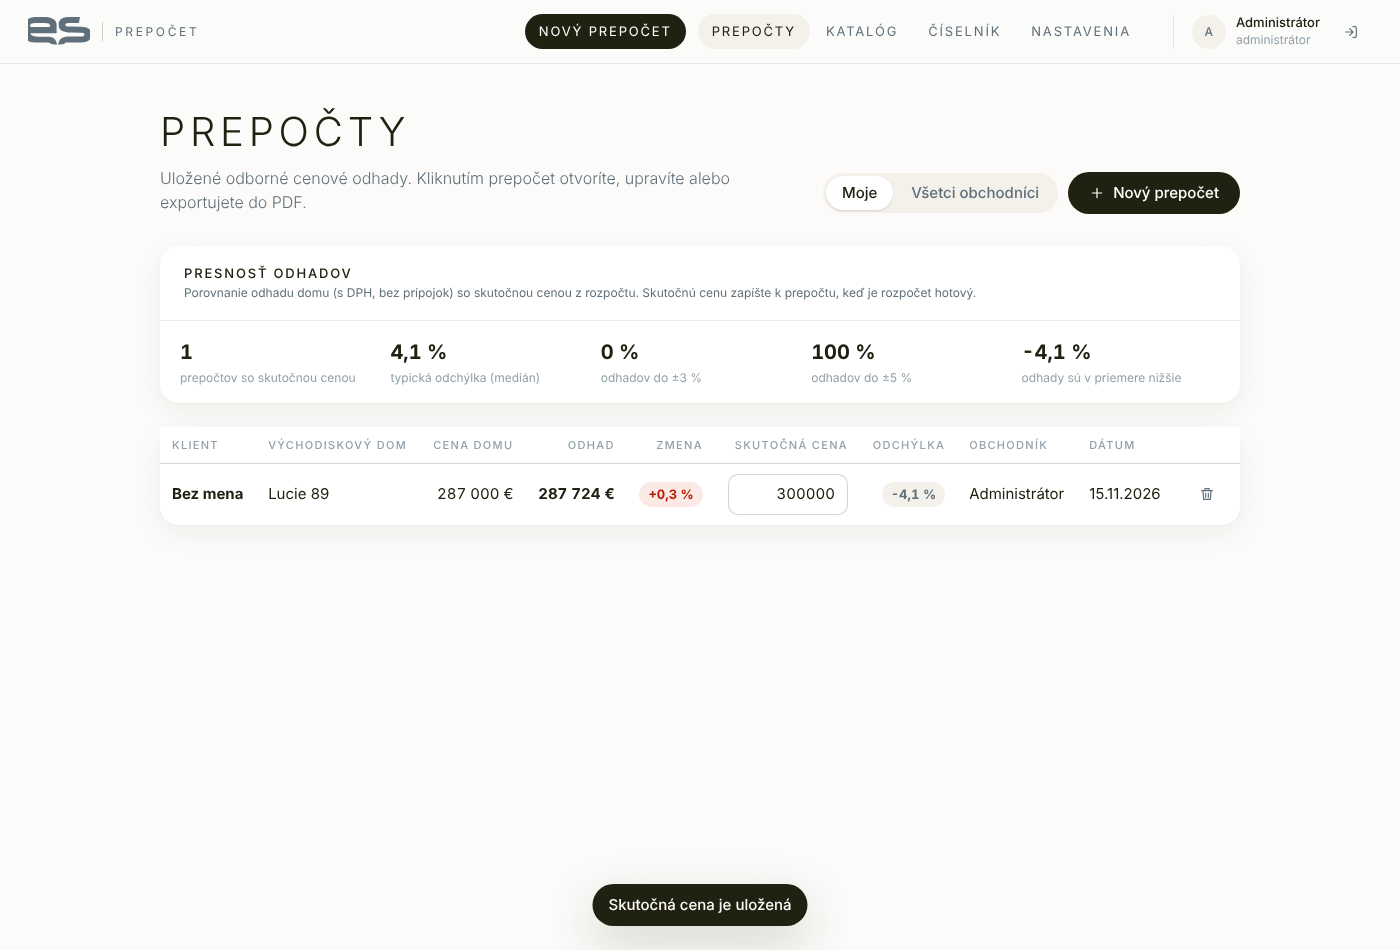 es PREPOČET
NOVÝ PREPOČET PREPOČTY KATALÓG ČÍSELNÍK NASTAVENIA
A Administrátor
administrátor
PREPOČTY
Uložené odborné cenové odhady. Kliknutím prepočet otvoríte, upravíte alebo
exportujete do PDF.
Moje Všetci obchodníci + Nový prepočet
PRESNOSŤ ODHADOV
Porovnanie odhadu domu (s DPH, bez prípojok) so skutočnou cenou z rozpočtu. Skutočnú cenu zapíšte k prepočtu, keď je rozpočet hotový.
1 4,1 % 0 % 100 % -4,1 %
prepočtov so skutočnou cenou typická odchýlka (medián) odhadov do ±3 % odhadov do ±5 % odhady sú v priemere nižšie
KLIENT VÝCHODISKOVÝ DOM CENA DOMU ODHAD ZMENA SKUTOČNÁ CENA ODCHÝLKA OBCHODNÍK DÁTUM
Bez mena Lucie 89 287 000 € 287 724 € +0,3 % 300000 -4,1 % Administrátor 15.11.2026
Skutočná cena je uložená